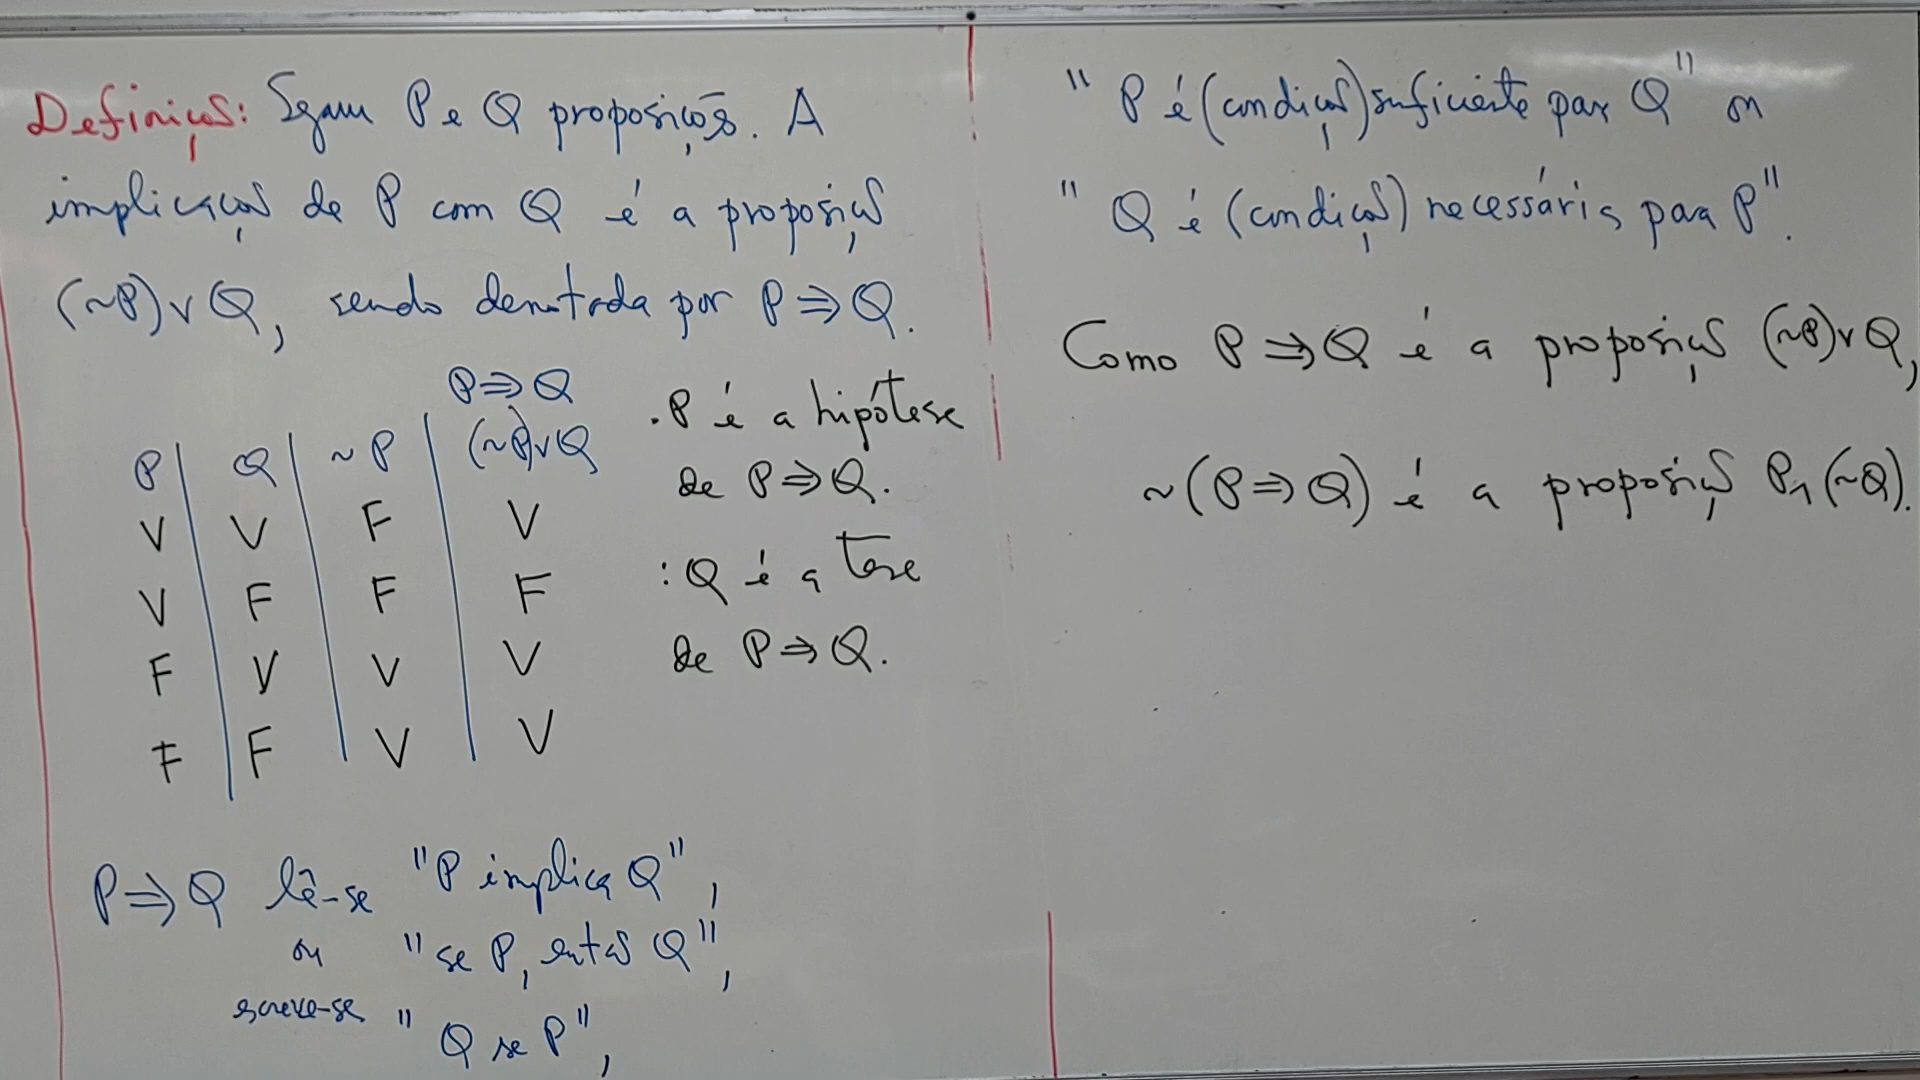 Definição: Sejam P e Q proposições. A
implicação de P com Q é a proposição
(~P)∨Q, sendo denotada por P⇒Q.
P⇒Q
P | Q | ~P | (~P)∨Q
V | V | F | V
V | F | F | F
F | V | V | V
F | F | V | V
. P é a hipótese
de P⇒Q.
: Q é a tese
de P⇒Q.
P⇒Q lê-se "P implica Q",
ou "se P, então Q",
escreve-se "Q se P",
"P é (condição) suficiente para Q" ou
"Q é (condição) necessária para P".
Como P⇒Q é a proposição (~P)∨Q,
~(P⇒Q) é a proposição P∧(~Q).